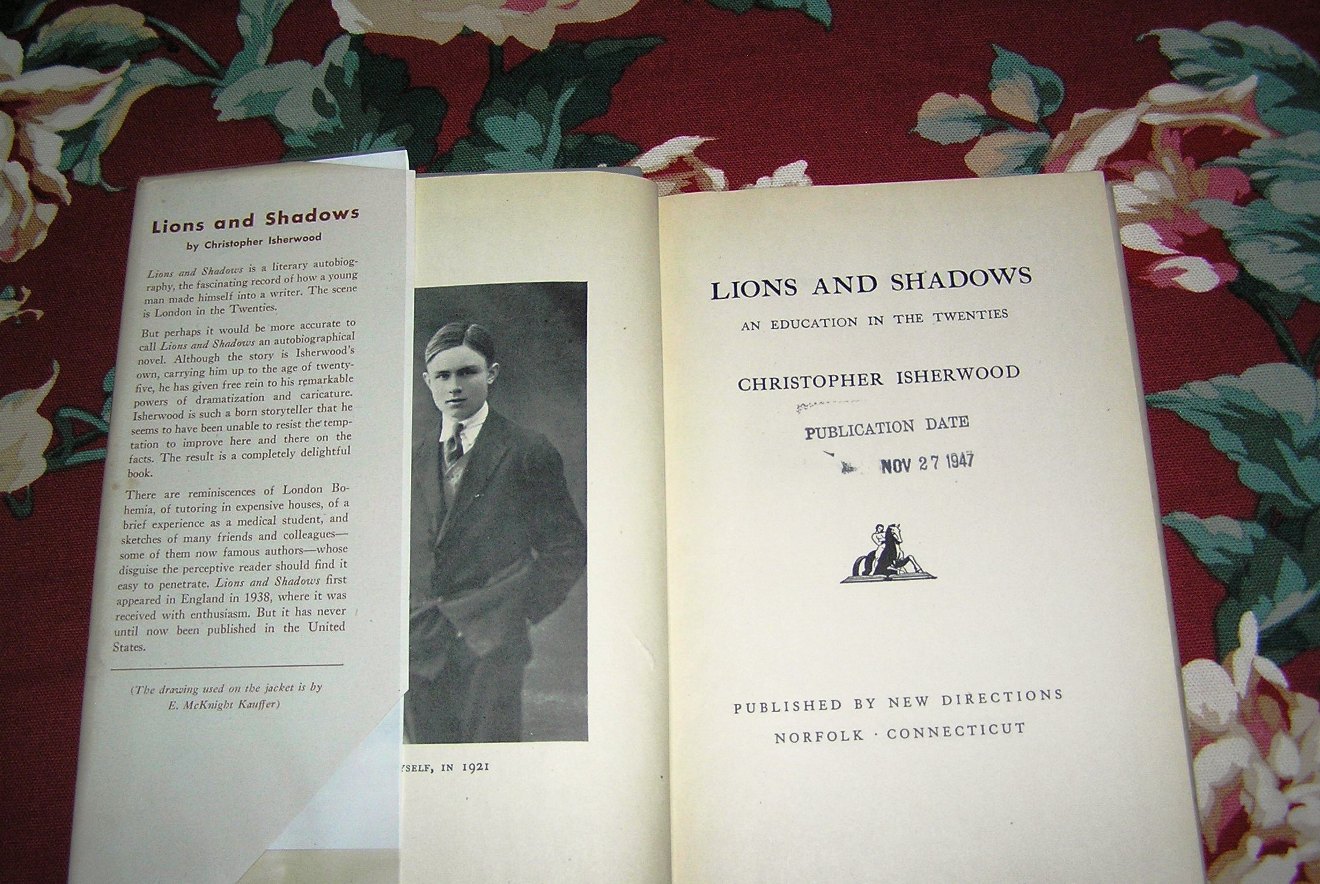 Lions and Shadows
by Christopher Isherwood
Lions and Shadows is a literary autobiog-
raphy, the fascinating record of how a young
man made himself into a writer. The scene
is London in the Twenties.
But perhaps it would be more accurate to
call Lions and Shadows an autobiographical
novel. Although the story is Isherwood's
own, carrying him up to the age of twenty-
five, he has given free rein to his remarkable
powers of dramatization and caricature.
Isherwood is such a born storyteller that he
seems to have been unable to resist the temp-
tation to improve here and there on the
facts. The result is a completely delightful
book.
There are reminiscences of London Bo-
hemia, of tutoring in expensive houses, of a
brief experience as a medical student, and
sketches of many friends and colleagues—
some of them now famous authors—whose
disguise the perceptive reader should find it
easy to penetrate. Lions and Shadows first
appeared in England in 1938, where it was
received with enthusiasm. But it has never
until now been published in the United
States.
(The drawing used on the jacket is by
E. McKnight Kauffer)
YSELF, IN 1921
LIONS AND SHADOWS
AN EDUCATION IN THE TWENTIES
CHRISTOPHER ISHERWOOD
PUBLICATION DATE
NOV 27 1947
PUBLISHED BY NEW DIRECTIONS
NORFOLK · CONNECTICUT